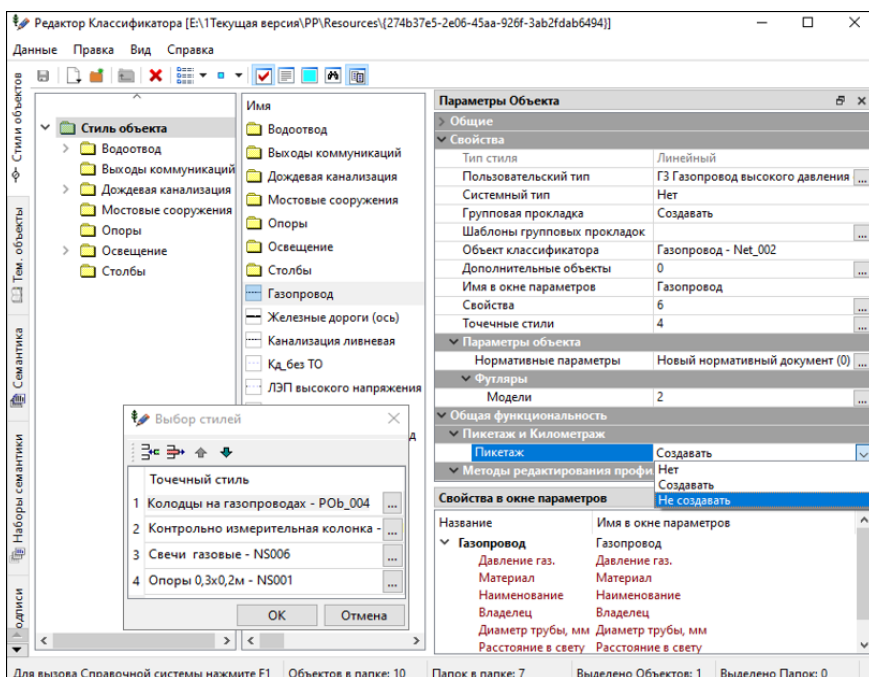 Редактор Классификатора [E:\1Текущая версия\PP\Resources\{274b37e5-2e06-45aa-926f-3ab2fdab6494}]
Данные Правка Вид Справка
Стили объектов
Тем. объекты
Семантика
Наборы семантики
Стиль объекта
Водоотвод
Выходы коммуникаций
Дождевая канализация
Мостовые сооружения
Опоры
Освещение
Столбы
Имя
Водоотвод
Выходы коммуникаций
Дождевая канализация
Мостовые сооружения
Опоры
Освещение
Столбы
Газопровод
Железные дороги (ось)
Канализация ливневая
Кд_без ТО
ЛЭП высокого напряжения
Параметры Объекта
Общие
Свойства
Тип стиля Линейный
Пользовательский тип Г3 Газопровод высокого давления ...
Системный тип Нет
Групповая прокладка Создавать
Шаблоны групповых прокладок ...
Объект классификатора Газопровод - Net_002
Дополнительные объекты 0 ...
Имя в окне параметров Газопровод
Свойства 6 ...
Точечные стили 4 ...
Параметры объекта
Нормативные параметры Новый нормативный документ (0) ...
Футляры
Модели 2 ...
Общая функциональность
Пикетаж и Километраж
Пикетаж Создавать
Методы редактирования профи
Нет
Создавать
Не создавать
Выбор стилей
Точечный стиль
1 Колодцы на газопроводах - POb_004 ...
2 Контрольно измерительная колонка - ...
3 Свечи газовые - NS006 ...
4 Опоры 0,3х0,2м - NS001 ...
OK Отмена
Свойства в окне параметров
Название Имя в окне параметров
Газопровод Газопровод
Давление газ. Давление газ.
Материал Материал
Наименование Наименование
Владелец Владелец
Диаметр трубы, мм Диаметр трубы, мм
Расстояние в свету Расстояние в свету
Для вызова Справочной системы нажмите F1 Объектов в папке: 10 Папок в папке: 7 Выделено Объектов: 1 Выделено Папок: 0